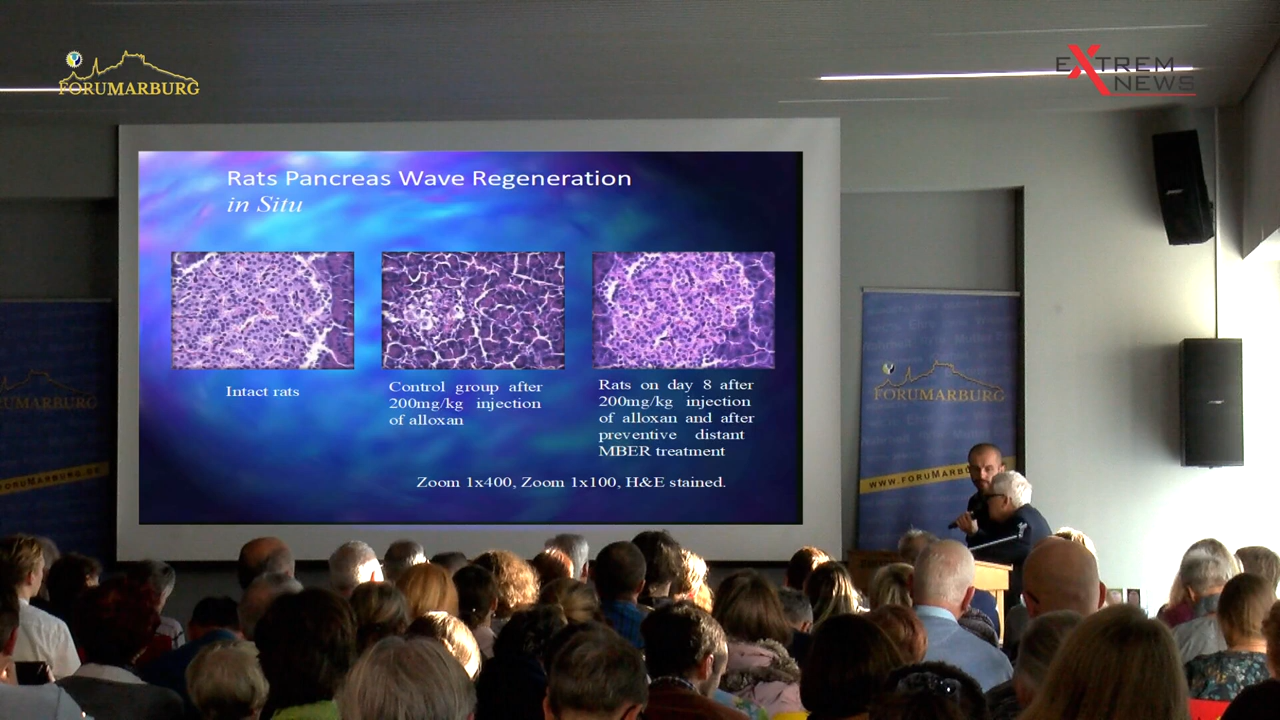 FORUMARBURG
EXTREM
NEWS
Rats Pancreas Wave Regeneration
in Situ
Intact rats
Control group after
200mg/kg injection
of alloxan
Rats on day 8 after
200mg/kg injection
of alloxan and after
preventive distant
MBER treatment
Zoom 1x400, Zoom 1x100, H&E stained.
FORUMARBURG
WWW.FORUMARBURG
RUMARBURG
FORUMARBURG.DE